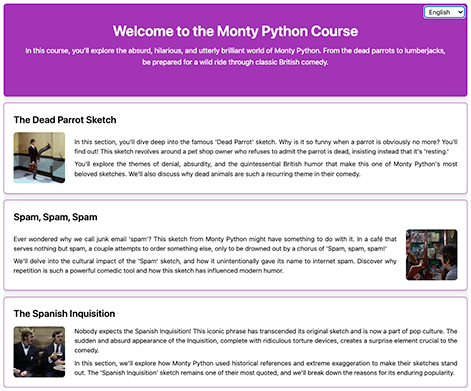 English
Welcome to the Monty Python Course
In this course, you'll explore the absurd, hilarious, and utterly brilliant world of Monty Python. From the dead parrots to lumberjacks,
be prepared for a wild ride through classic British comedy.
The Dead Parrot Sketch
In this section, you'll dive deep into the famous 'Dead Parrot' sketch. Why is it so funny when a parrot is obviously no more? You'll
find out! This sketch revolves around a pet shop owner who refuses to admit the parrot is dead, insisting instead that it's 'resting.'
You'll explore the themes of denial, absurdity, and the quintessential British humor that make this one of Monty Python's most
beloved sketches. We'll also discuss why dead animals are such a recurring theme in their comedy.
Spam, Spam, Spam
Ever wondered why we call junk email 'spam'? This sketch from Monty Python might have something to do with it. In a café that
serves nothing but spam, a couple attempts to order something else, only to be drowned out by a chorus of 'Spam, spam, spam!'
We'll delve into the cultural impact of the 'Spam' sketch, and how it unintentionally gave its name to internet spam. Discover why
repetition is such a powerful comedic tool and how this sketch has influenced modern humor.
The Spanish Inquisition
Nobody expects the Spanish Inquisition! This iconic phrase has transcended its original sketch and is now a part of pop culture. The
sudden and absurd appearance of the Inquisition, complete with ridiculous torture devices, creates a surprise element crucial to the
comedy.
In this section, we'll explore how Monty Python used historical references and extreme exaggeration to make their sketches stand
out. The 'Spanish Inquisition' sketch remains one of their most quoted, and we'll break down the reasons for its enduring popularity.